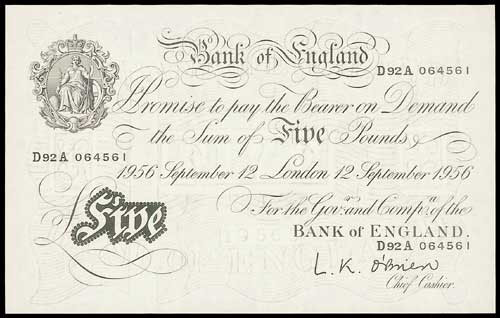 Bank of England
D92A 064561
I Promise to pay the Bearer on Demand
the Sum of Five Pounds
D92A 064561
1956 September 12 London 12 September 1956
For the Govr. and Compa. of the
BANK OF ENGLAND.
D92A 064561
£ Five
L. K. O'Brien
Chief Cashier.